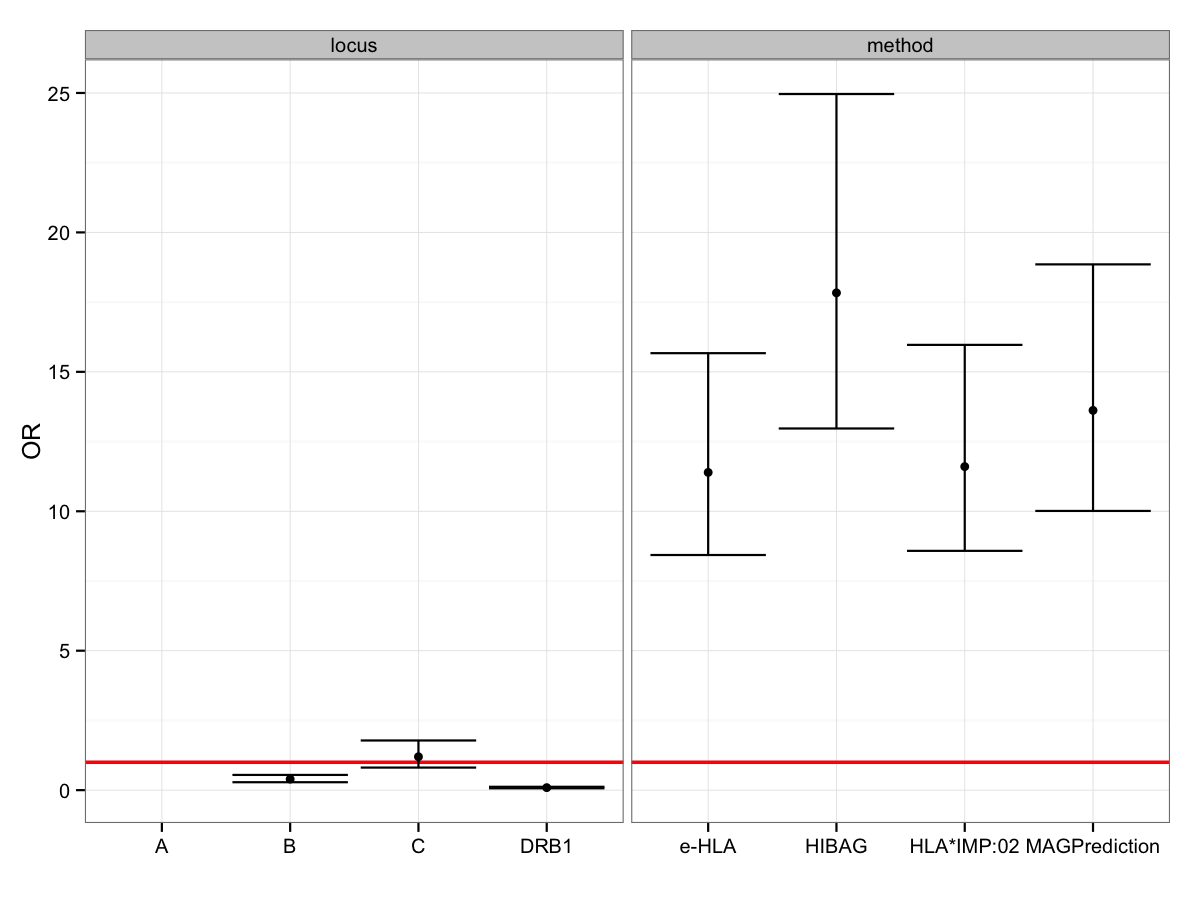 locus
method
25
20
15
10
5
0
OR
A
B
C
DRB1
e-HLA
HIBAG
HLA*IMP:02
MAGPrediction